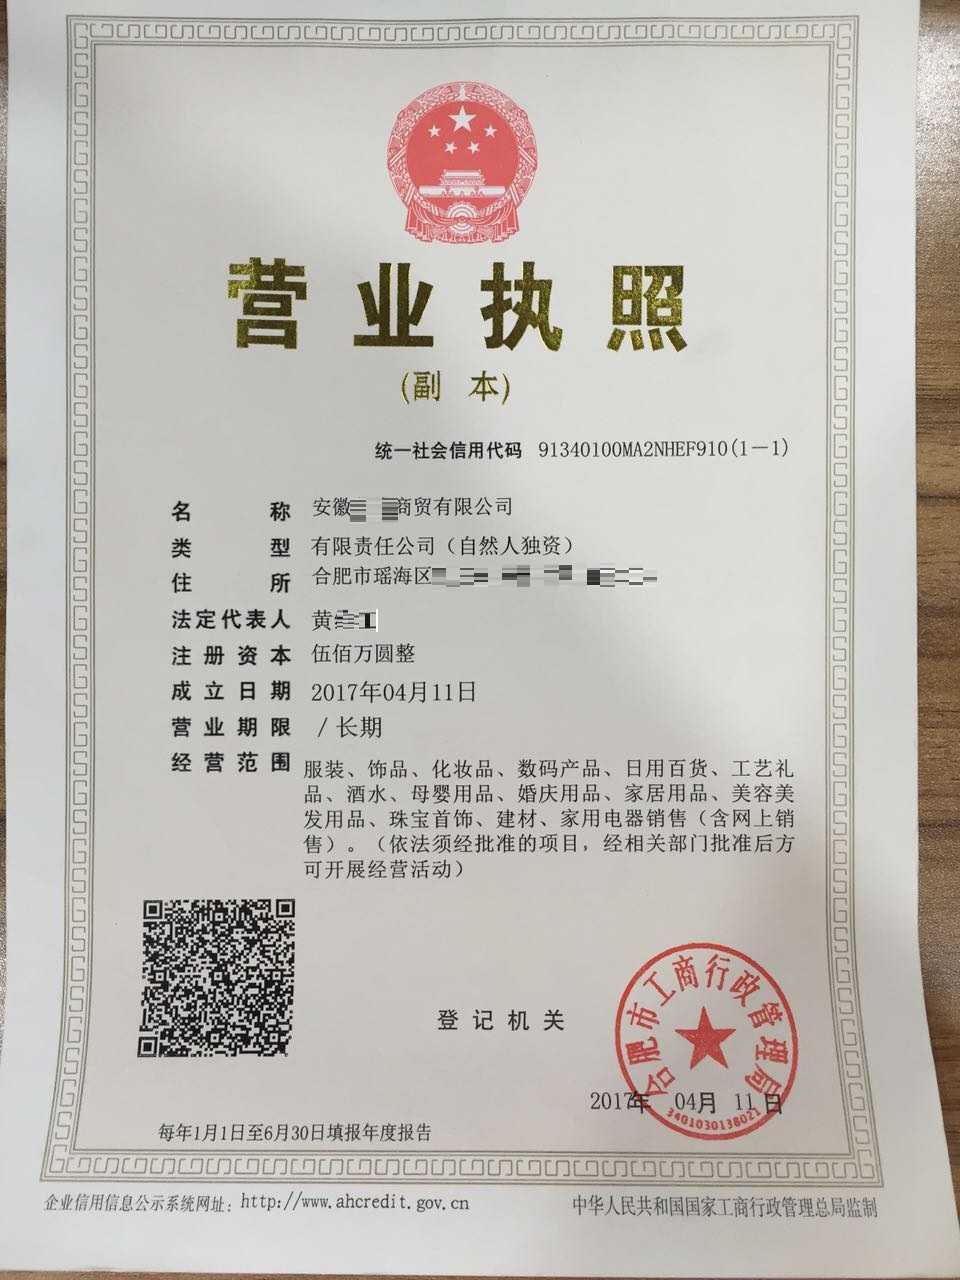 营业执照
(副 本)
统一社会信用代码 91340100MA2NHEF910(1-1)
名称 安徽 商贸有限公司
类型 有限责任公司（自然人独资）
住所 合肥市瑶海区
法定代表人 黄
注册资本 伍佰万圆整
成立日期 2017年04月11日
营业期限 / 长期
经营范围 服装、饰品、化妆品、数码产品、日用百货、工艺礼
品、酒水、母婴用品、婚庆用品、家居用品、美容美
发用品、珠宝首饰、建材、家用电器销售（含网上销
售）。（依法须经批准的项目，经相关部门批准后方
可开展经营活动）
登记机关
合肥市工商行政管理局
3401030138021
2017年 04月 11日
每年1月1日至6月30日填报年度报告
企业信用信息公示系统网址：http://www.ahcredit.gov.cn
中华人民共和国国家工商行政管理总局监制